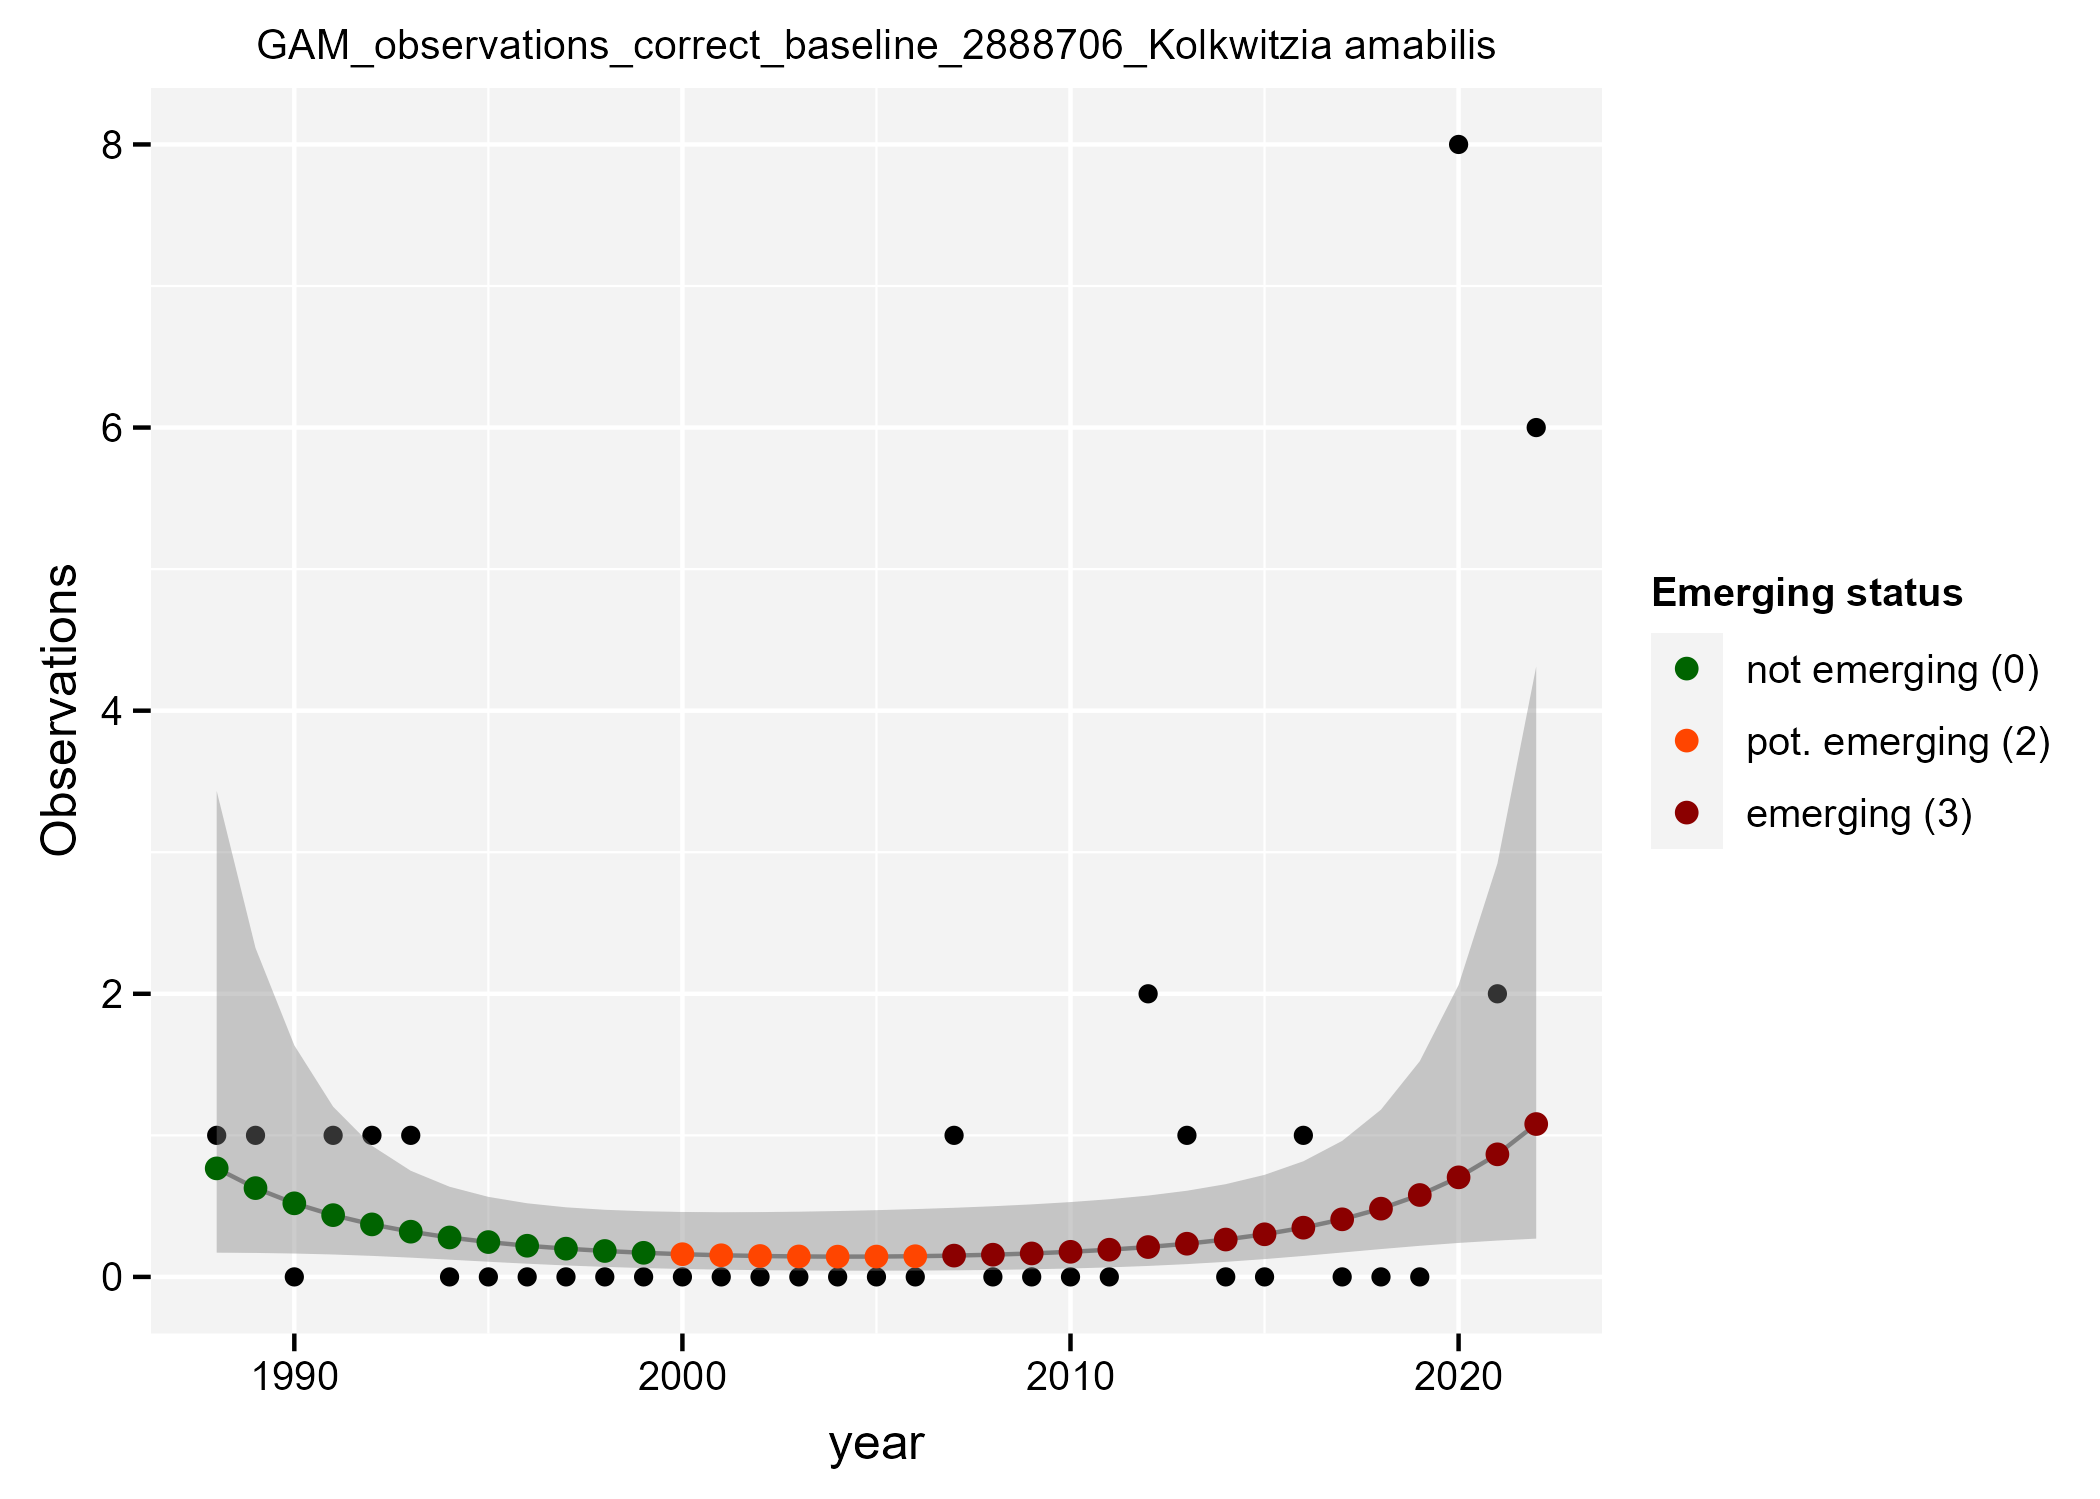 GAM_observations_correct_baseline_2888706_Kolkwitzia amabilis
Observations
8
6
4
2
0
1990 2000 2010 2020
year
Emerging status
not emerging (0)
pot. emerging (2)
emerging (3)